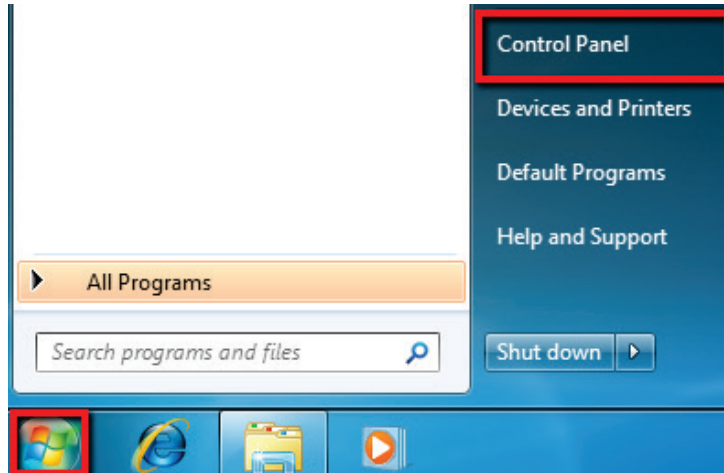 Control Panel
Devices and Printers
Default Programs
Help and Support
All Programs
Search programs and files
Shut down